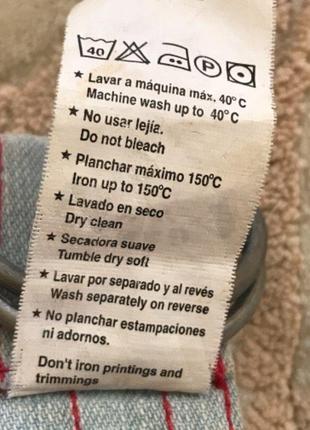 40 P
★ Lavar a máquina máx. 40°C
Machine wash up to 40°C
★ No usar lejía.
Do not bleach
★ Planchar máximo 150°C
Iron up to 150°C
★ Lavado en seco
Dry clean
★ Secadora suave
Tumble dry soft
★ Lavar por separado y al revés
Wash separately on reverse
★ No planchar estampaciones
ni adornos.
Don't iron printings and
trimmings